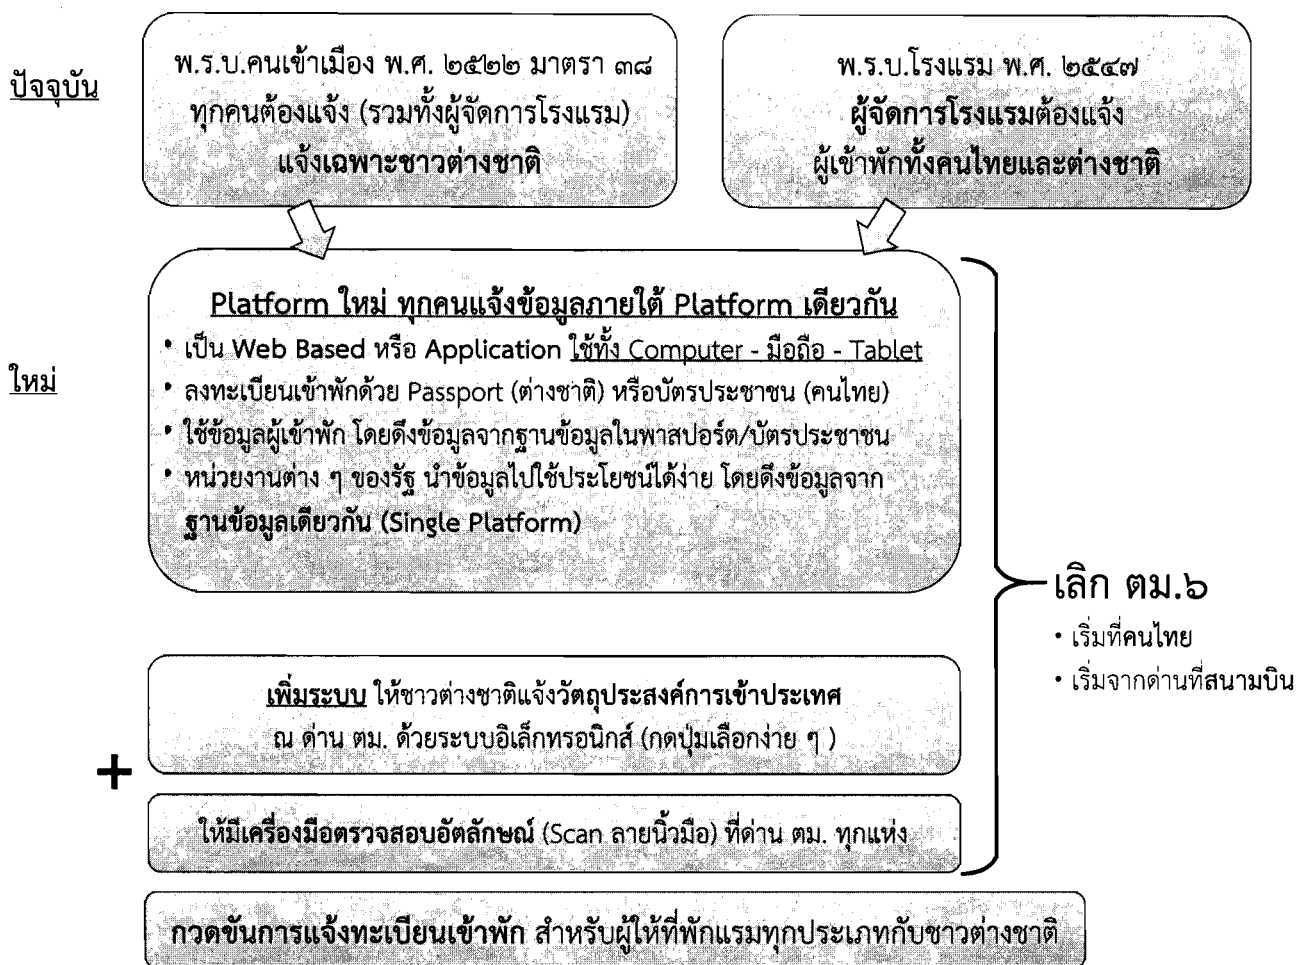 ปัจจุบัน
พ.ร.บ.คนเข้าเมือง พ.ศ. ๒๕๒๒ มาตรา ๓๘
ทุกคนต้องแจ้ง (รวมทั้งผู้จัดการโรงแรม)
แจ้งเฉพาะชาวต่างชาติ
พ.ร.บ.โรงแรม พ.ศ. ๒๕๔๗
ผู้จัดการโรงแรมต้องแจ้ง
ผู้เข้าพักทั้งคนไทยและต่างชาติ
ใหม่
Platform ใหม่ ทุกคนแจ้งข้อมูลภายใต้ Platform เดียวกัน
• เป็น Web Based หรือ Application ใช้ทั้ง Computer - มือถือ - Tablet
• ลงทะเบียนเข้าพักด้วย Passport (ต่างชาติ) หรือบัตรประชาชน (คนไทย)
• ใช้ข้อมูลผู้เข้าพัก โดยดึงข้อมูลจากฐานข้อมูลในพาสปอร์ต/บัตรประชาชน
• หน่วยงานต่าง ๆ ของรัฐ นำข้อมูลไปใช้ประโยชน์ได้ง่าย โดยดึงข้อมูลจาก
ฐานข้อมูลเดียวกัน (Single Platform)
เลิก ตม.๖
• เริ่มที่คนไทย
• เริ่มจากด่านที่สนามบิน
+
เพิ่มระบบ ให้ชาวต่างชาติแจ้งวัตถุประสงค์การเข้าประเทศ
ณ ด่าน ตม. ด้วยระบบอิเล็กทรอนิกส์ (กดปุ่มเลือกง่าย ๆ )
ให้มีเครื่องมือตรวจสอบอัตลักษณ์ (Scan ลายนิ้วมือ) ที่ด่าน ตม. ทุกแห่ง
กวดขันการแจ้งทะเบียนเข้าพัก สำหรับผู้ให้ที่พักแรมทุกประเภทกับชาวต่างชาติ